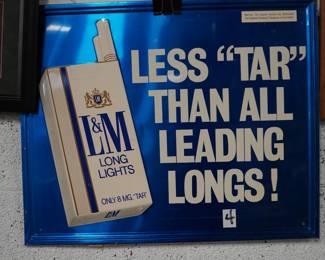 LESS "TAR"
THAN ALL
LEADING
LONGS!
L&M
LONG
LIGHTS
ONLY 8 MG. "TAR"
L&M
4